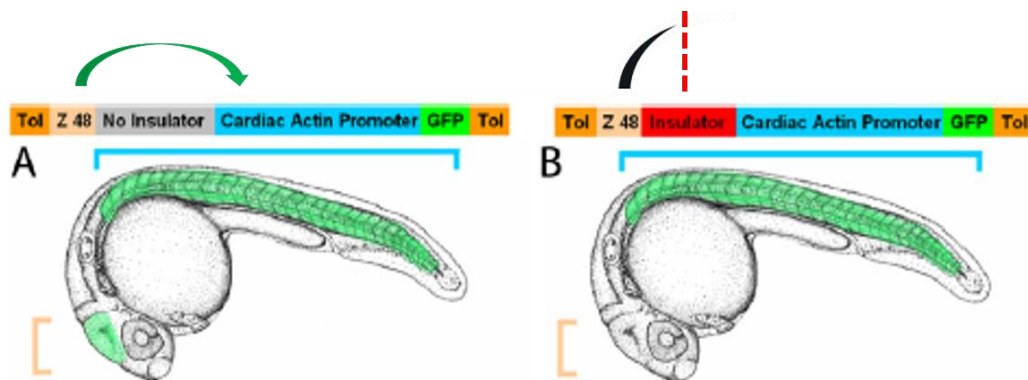 Tol Z 48 No Insulator Cardiac Actin Promoter GFP Tol
Tol Z 48 Insulator Cardiac Actin Promoter GFP Tol
A
B